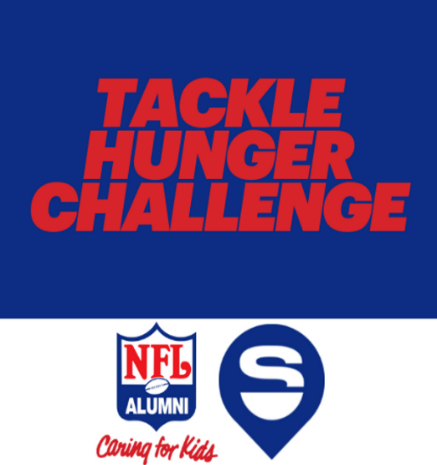 TACKLE
HUNGER
CHALLENGE
NFL
ALUMNI
Caring for Kids
S